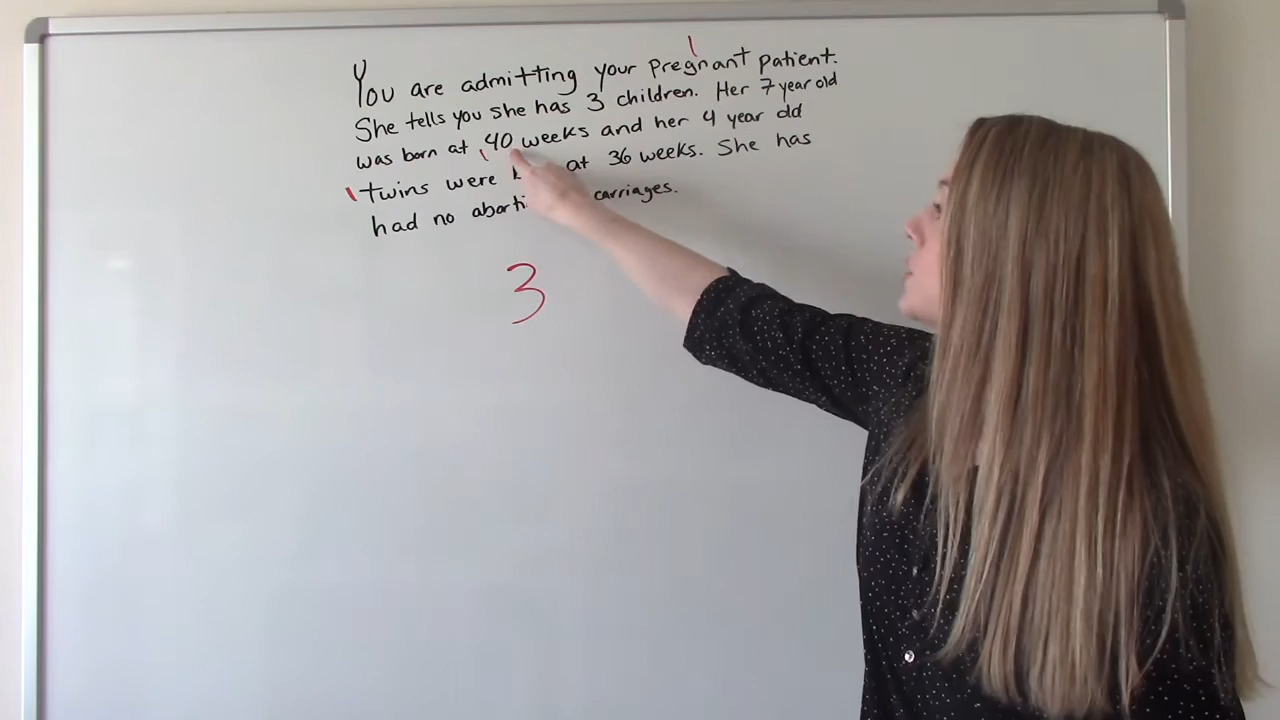 You are admitting your pregnant patient.
She tells you she has 3 children. Her 7 year old
was born at 40 weeks and her 4 year old
twins were at 36 weeks. She has
had no aborti carriages.
3